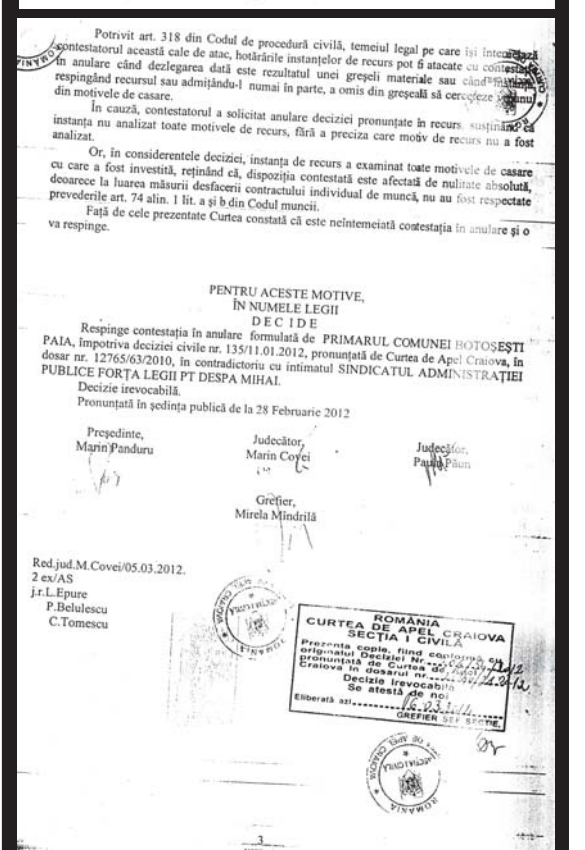 Potrivit art. 318 din Codul de procedură civilă, temeiul legal pe care își întemeiază
contestatorul această cale de atac, hotărârile instanțelor de recurs pot fi atacate cu contestație
în anulare când dezlegarea dată este rezultatul unei greșeli materiale sau când instanța,
respingând recursul sau admițându-l numai în parte, a omis din greșeală să cerceteze vreunul
din motivele de casare.
În cauză, contestatorul a solicitat anulare deciziei pronunțate în recurs, susținând că
instanța nu analizat toate motivele de recurs, fără a preciza care motiv de recurs nu a fost
analizat.
Or, în considerentele deciziei, instanța de recurs a examinat toate motivele de casare
cu care a fost investită, reținând că, dispoziția contestată este afectată de nulitate absolută,
deoarece la luarea măsurii desfacerii contractului individual de muncă, nu au fost respectate
prevederile art. 74 alin. 1 lit. a și b din Codul muncii.
Față de cele prezentate Curtea constată că este neîntemeiată contestația în anulare și o
va respinge.
PENTRU ACESTE MOTIVE,
ÎN NUMELE LEGII
D E C I D E
Respinge contestația în anulare formulată de PRIMARUL COMUNEI BOTOȘEȘTI
PAIA, împotriva deciziei civile nr. 135/11.01.2012, pronunțată de Curtea de Apel Craiova, în
dosar nr. 12765/63/2010, în contradictoriu cu intimatul SINDICATUL ADMINISTRAȚIEI
PUBLICE FORȚA LEGII PT DESPA MIHAI.
Decizie irevocabilă.
Pronunțată în ședința publică de la 28 Februarie 2012
Președinte,
Marin Panduru
Judecător,
Marin Covei
Judecător,
Paula Păun
Grefier,
Mirela Mîndrilă
Red.jud.M.Covei/05.03.2012.
2 ex/AS
j.r.L.Epure
P.Belulescu
C.Tomescu
ROMÂNIA
CURTEA DE APEL CRAIOVA
SECȚIA I CIVILĂ
Prezenta copie, fiind conformă cu
originalul Deciziei Nr.
pronunțată de Curtea de Apel
Craiova în dosarul nr.
Decizie irevocabilă
Se atestă de noi
Eliberată azi
GREFIER ȘEF SECȚIE,
ROMANIA
3